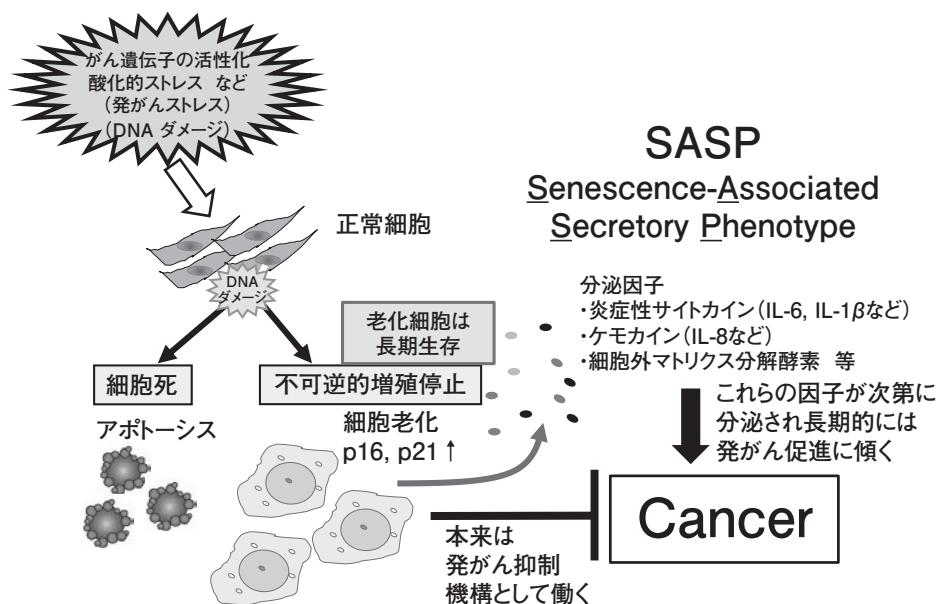 がん遺伝子の活性化
酸化的ストレス など
(発がんストレス)
(DNA ダメージ)
正常細胞
DNA
ダメージ
細胞死
アポトーシス
老化細胞は
長期生存
不可逆的増殖停止
細胞老化
p16, p21↑
SASP
Senescence-Associated
Secretory Phenotype
分泌因子
・炎症性サイトカイン(IL-6, IL-1βなど)
・ケモカイン(IL-8など)
・細胞外マトリクス分解酵素 等
これらの因子が次第に
分泌され長期的には
発がん促進に傾く
Cancer
本来は
発がん抑制
機構として働く